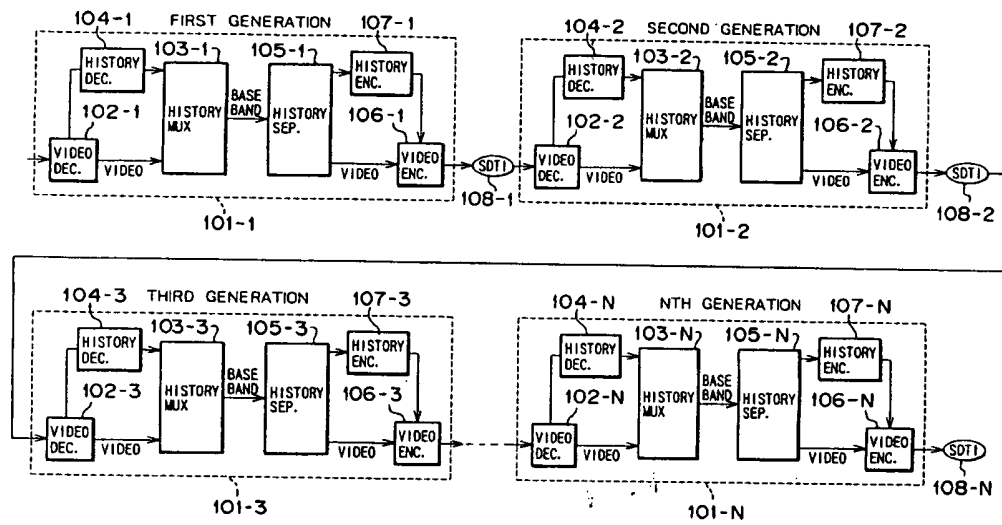 FIRST GENERATION
104-1
107-1
103-1
105-1
HISTORY
DEC.
HISTORY
ENC.
102-1
HISTORY
MUX
BASE
BAND
HISTORY
SEP.
106-1
VIDEO
DEC.
VIDEO
VIDEO
VIDEO
ENC.
SDTI
108-1
101-1
SECOND GENERATION
104-2
107-2
103-2
105-2
HISTORY
DEC.
HISTORY
ENC.
102-2
HISTORY
MUX
BASE
BAND
HISTORY
SEP.
106-2
VIDEO
DEC.
VIDEO
VIDEO
VIDEO
ENC.
SDTI
108-2
101-2
THIRD GENERATION
104-3
107-3
103-3
105-3
HISTORY
DEC.
HISTORY
ENC.
102-3
HISTORY
MUX
BASE
BAND
HISTORY
SEP.
106-3
VIDEO
DEC.
VIDEO
VIDEO
VIDEO
ENC.
101-3
NTH GENERATION
104-N
107-N
103-N
105-N
HISTORY
DEC.
HISTORY
ENC.
102-N
HISTORY
MUX
BASE
BAND
HISTORY
SEP.
106-N
VIDEO
DEC.
VIDEO
VIDEO
VIDEO
ENC.
SDTI
108-N
101-N